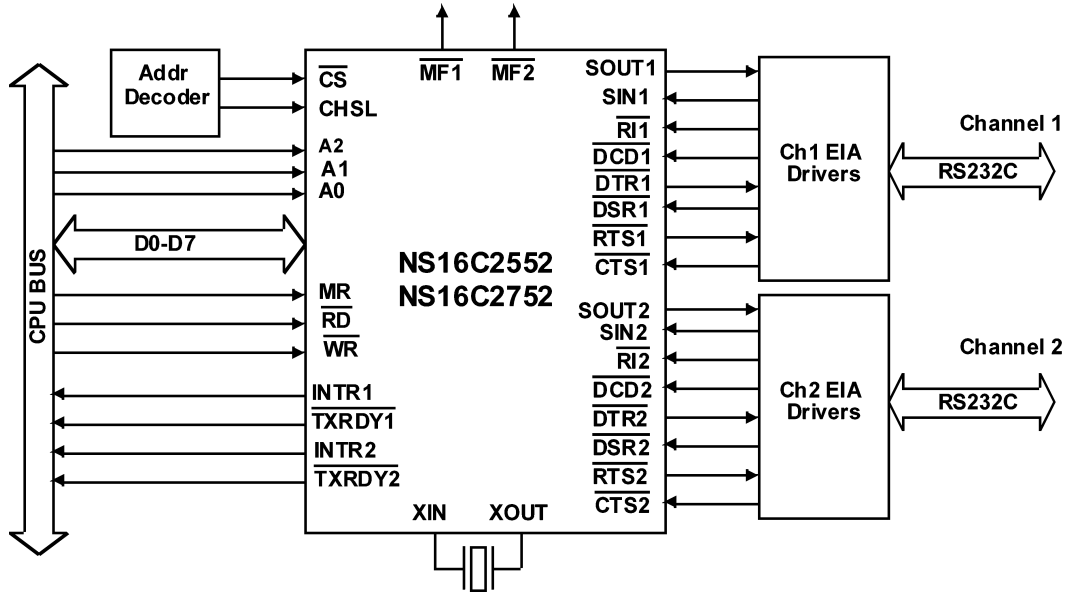 CPU BUS
Addr
Decoder
CS
CHSL
A2
A1
A0
D0-D7
MR
RD
WR
INTR1
TXRDY1
INTR2
TXRDY2
MF1 MF2
NS16C2552
NS16C2752
XIN XOUT
SOUT1
SIN1
RI1
DCD1
DTR1
DSR1
RTS1
CTS1
SOUT2
SIN2
RI2
DCD2
DTR2
DSR2
RTS2
CTS2
Ch1 EIA
Drivers
Channel 1
RS232C
Ch2 EIA
Drivers
Channel 2
RS232C